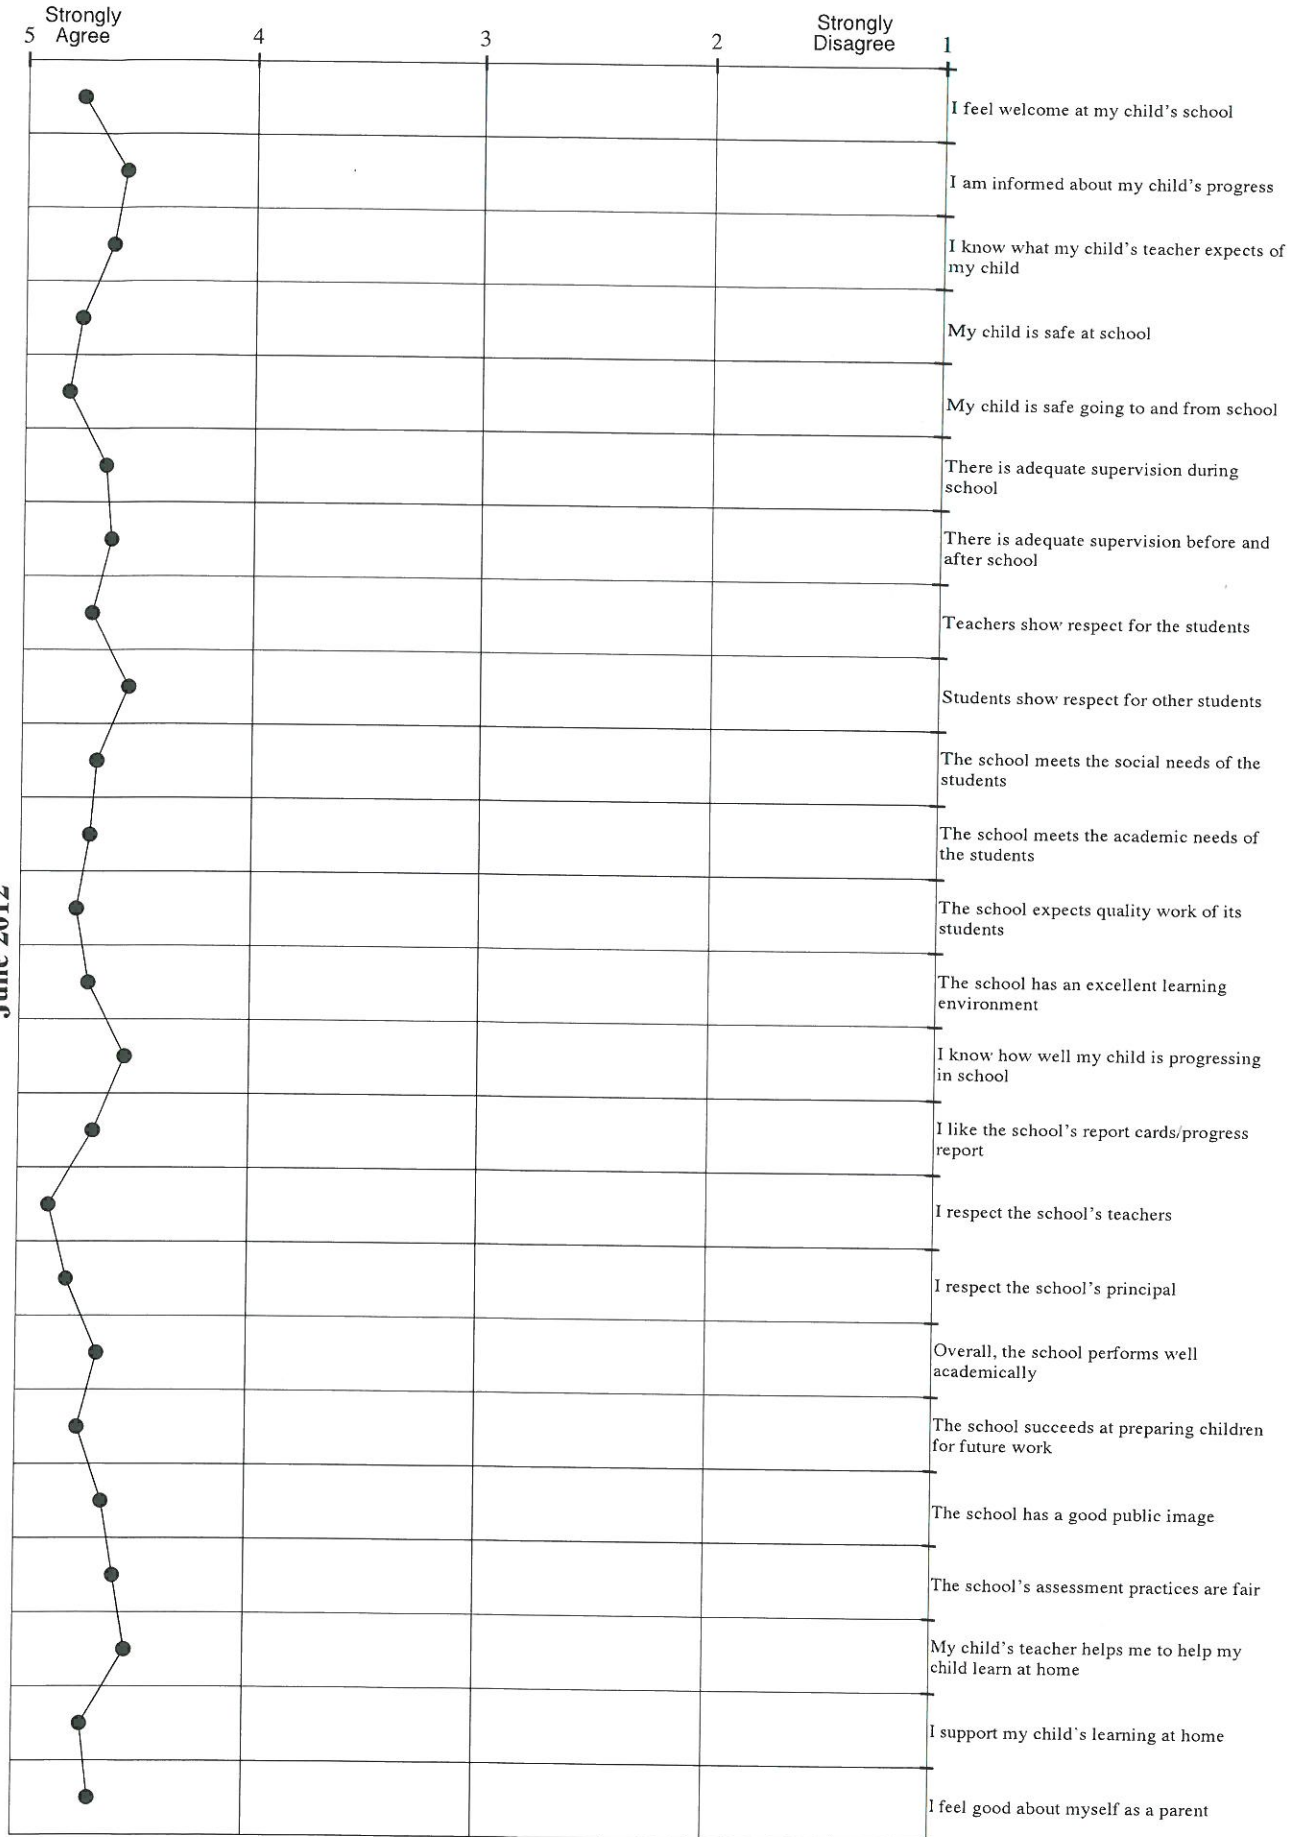 Strongly
Agree
Strongly
Disagree
5
4
3
2
1
I feel welcome at my child's school
I am informed about my child's progress
I know what my child's teacher expects of
my child
My child is safe at school
My child is safe going to and from school
There is adequate supervision during
school
There is adequate supervision before and
after school
Teachers show respect for the students
Students show respect for other students
The school meets the social needs of the
students
The school meets the academic needs of
the students
The school expects quality work of its
students
The school has an excellent learning
environment
I know how well my child is progressing
in school
I like the school's report cards/progress
report
I respect the school's teachers
I respect the school's principal
Overall, the school performs well
academically
The school succeeds at preparing children
for future work
The school has a good public image
The school's assessment practices are fair
My child's teacher helps me to help my
child learn at home
I support my child's learning at home
I feel good about myself as a parent
June 2012